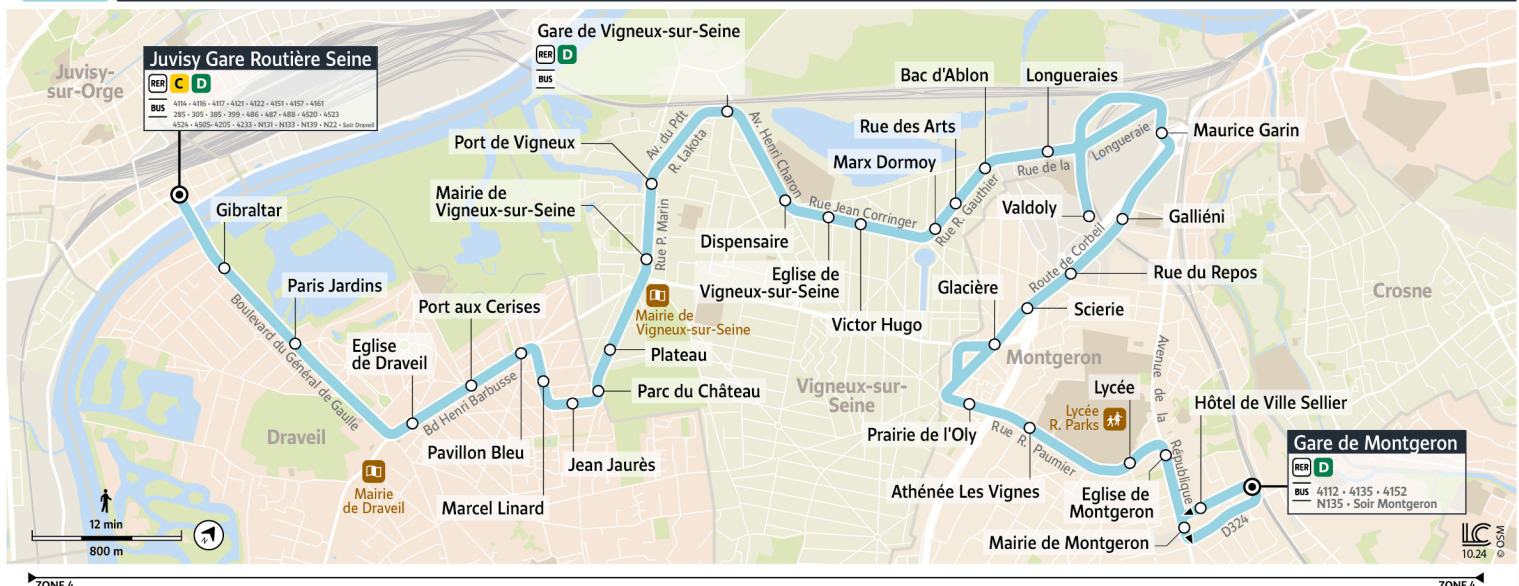 Juvisy-
sur-Orge
Juvisy Gare Routière Seine
RER C D
BUS
4114 • 4116 • 4117 • 4121 • 4122 • 4151 • 4157 • 4161
285 • 305 • 385 • 399 • 486 • 487 • 488 • 4520 • 4523
4524 • 4505• 4205 • 4233 • N131 • N133 • N139 • N22 • Soir Draveil
Gare de Vigneux-sur-Seine
RER D
BUS
Gibraltar
Paris Jardins
Boulevard du Général de Gaulle
Eglise
de Draveil
Port aux Cerises
Bd Henri Barbusse
Draveil
Mairie
de Draveil
Pavillon Bleu
Marcel Linard
Jean Jaurès
Parc du Château
Plateau
Mairie de
Vigneux-sur-Seine
Mairie de
Vigneux-sur-Seine
Rue P. Marin
Port de Vigneux
Av. du Pdt
R. Lakota
Av. Henri Charon
Dispensaire
Rue Jean Corringer
Eglise de
Vigneux-sur-Seine
Victor Hugo
Marx Dormoy
Rue des Arts
Rue R. Gauthier
Bac d'Ablon
Longueraies
Rue de la
Longueraie
Valdoly
Maurice Garin
Galliéni
Route de Corbeil
Rue du Repos
Scierie
Glacière
Crosne
Montgeron
Vigneux-sur-
Seine
Prairie de l'Oly
Rue R. Paumier
Athénée Les Vignes
Lycée
Lycée
R. Parks
Avenue de la
République
Eglise de
Montgeron
Mairie de Montgeron
Hôtel de Ville Sellier
D324
Gare de Montgeron
RER D
BUS
4112 • 4135 • 4152
N135 • Soir Montgeron
12 min
800 m
LC
10.24
© OSM
ZONE 4
ZONE 4